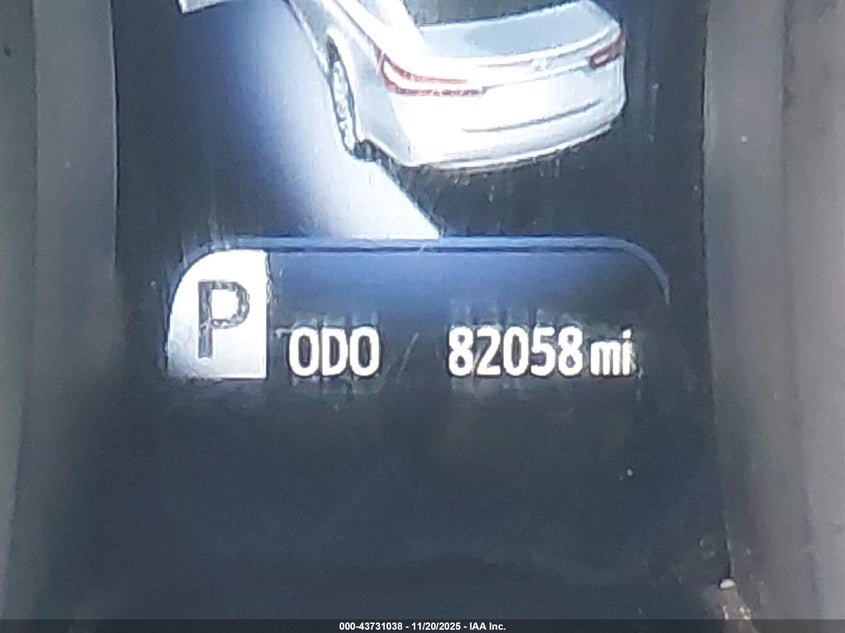 P
ODO 82058 mi
000-43731038 - 11/20/2025 - IAA Inc.